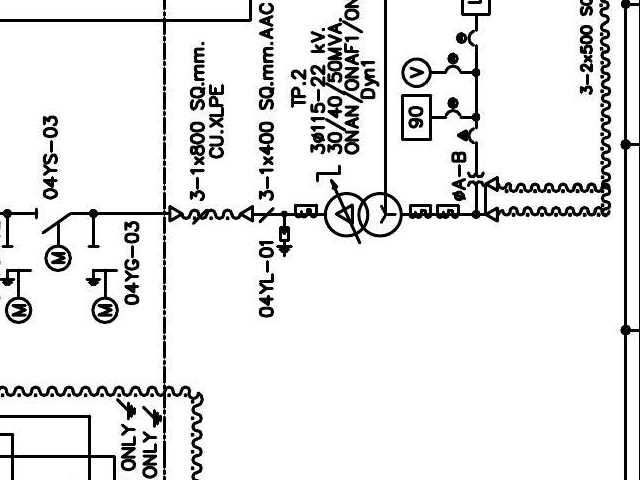 04YS-03
M
M
M
04YG-03
3-1x800 SQ.mm.
CU.XLPE
3-1x400 SQ.mm.AAC
04YL-01
TP.2
3ø115-22 kV.
30/40/50MVA.
ONAN/ONAF1/ON
Dyn1
V
90
øA-B
3-2x500 SQ
ONLY
ONLY